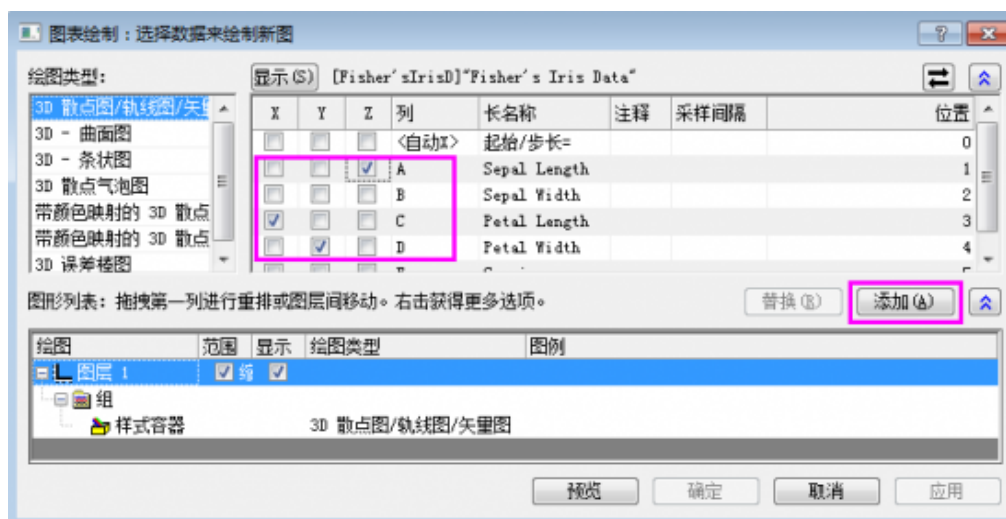 图表绘制：选择数据来绘制新图
绘图类型： 显示(S) [Fisher'sIrisD]"Fisher's Iris Data"
3D 散点图/轨线图/矢量
3D - 曲面图
3D - 条状图
3D 散点气泡图
带颜色映射的 3D 散点
带颜色映射的 3D 散点
3D 误差棒图
X Y Z 列 长名称 注释 采样间隔 位置
<自动X> 起始/步长= 0
A Sepal Length 1
B Sepal Width 2
C Petal Length 3
D Petal Width 4
图形列表：拖拽第一列进行重排或图层间移动。右击获得更多选项。 替换(R) 添加(A)
绘图 范围 显示 绘图类型 图例
图层 1
组
样式容器 3D 散点图/轨线图/矢量图
预览 确定 取消 应用